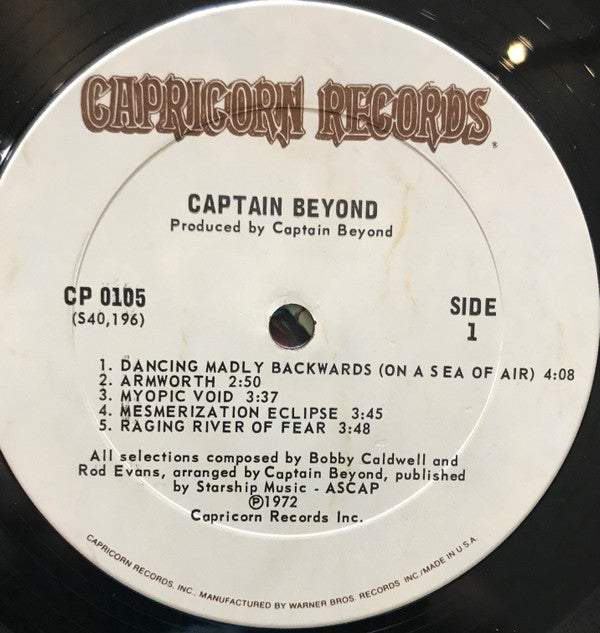 CAPRICORN RECORDS®
CAPTAIN BEYOND
Produced by Captain Beyond
CP 0105
(S40,196)
SIDE
1
1. DANCING MADLY BACKWARDS (ON A SEA OF AIR) 4:08
2. ARMWORTH 2:50
3. MYOPIC VOID 3:37
4. MESMERIZATION ECLIPSE 3:45
5. RAGING RIVER OF FEAR 3:48
All selections composed by Bobby Caldwell and
Rod Evans, arranged by Captain Beyond, published
by Starship Music - ASCAP
Ⓟ1972
Capricorn Records Inc.
CAPRICORN RECORDS, INC., MANUFACTURED BY WARNER BROS. RECORDS INC./MADE IN U.S.A.